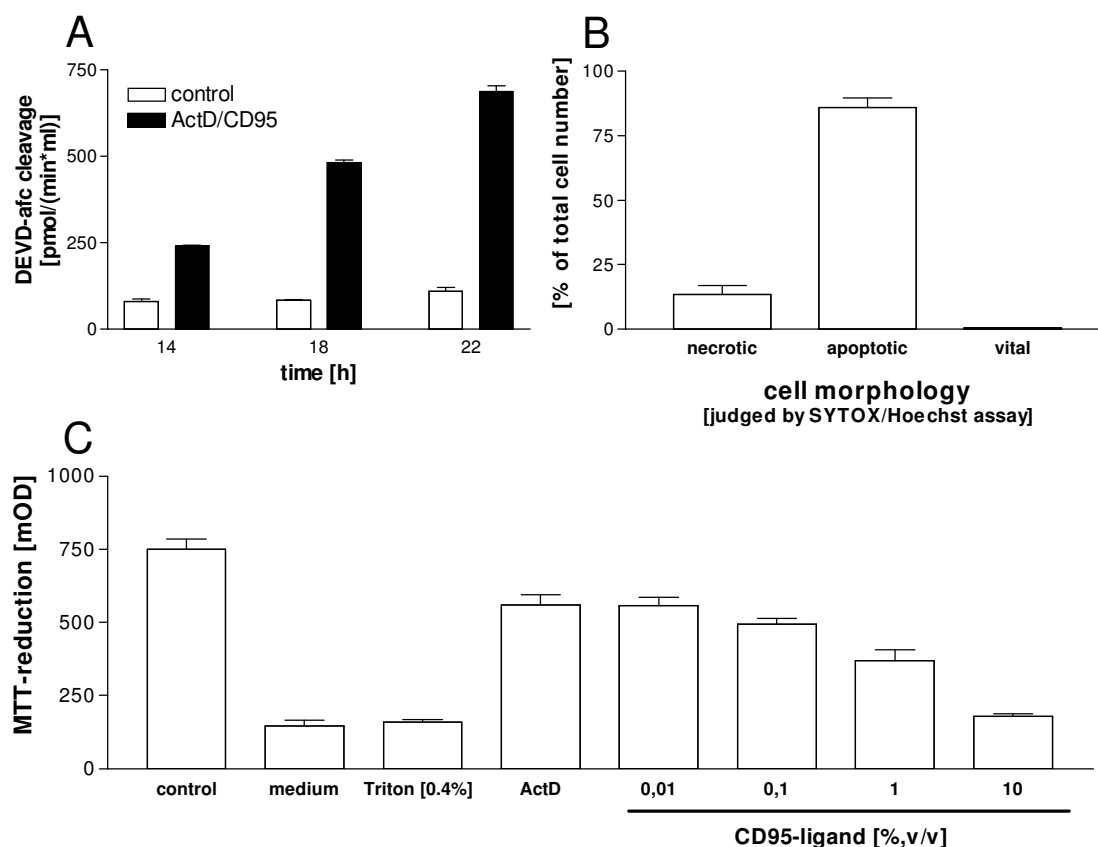 A
DEVD-afc cleavage
[pmol/(min*ml)]
750
500
250
0
control
ActD/CD95
14 18 22
time [h]
B
[% of total cell number]
100
75
50
25
0
necrotic apoptotic vital
cell morphology
[judged by SYTOX/Hoechst assay]
C
MTT-reduction [mOD]
1000
750
500
250
0
control medium Triton [0.4%] ActD 0,01 0,1 1 10
CD95-ligand [%,v/v]